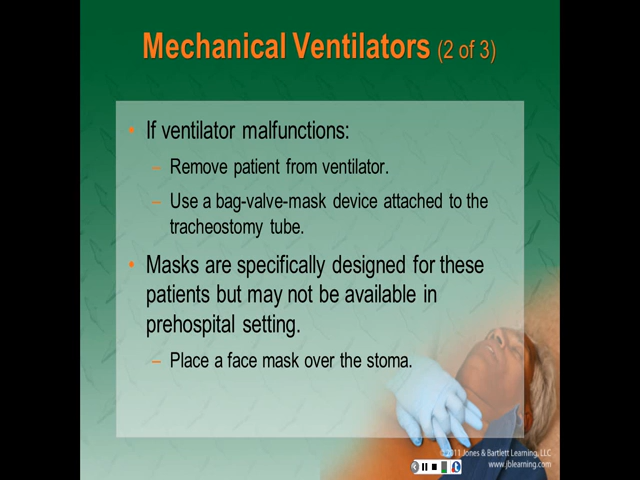 Mechanical Ventilators (2 of 3)
• If ventilator malfunctions:
– Remove patient from ventilator.
– Use a bag-valve-mask device attached to the
tracheostomy tube.
• Masks are specifically designed for these
patients but may not be available in
prehospital setting.
– Place a face mask over the stoma.
© 2011 Jones & Bartlett Learning, LLC
www.jblearning.com